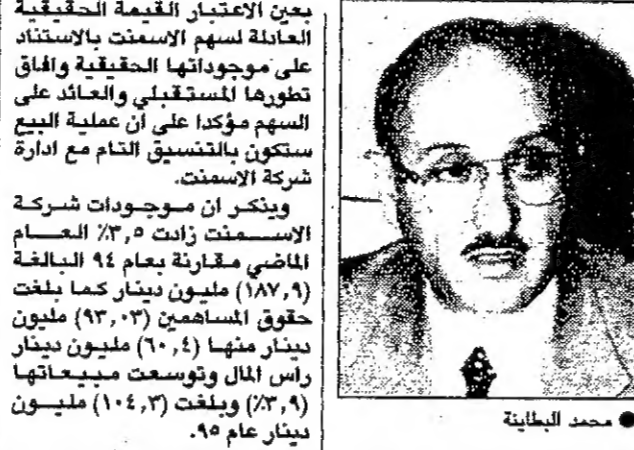 بعين الاعتبار القيمة الحقيقية
العادلة لسهم الاسمنت بالاستناد
على موجوداتها الحقيقية وافاق
تطورها المستقبلي والعائد على
السهم مؤكدا على ان عملية البيع
ستكون بالتنسيق التام مع ادارة
شركة الاسمنت.
ويذكر ان موجودات شركة
الاسمنت زادت ٣,٥٪ العام
الماضي مقارنة بعام ٩٤ البالغة
(١٨٧,٩) مليون دينار كما بلغت
حقوق المساهمين (٩٣,٠٣) مليون
دينار منها (٦٠,٤) مليون دينار
راس المال وتوسعت مبيعاتها
(٣,٩٪) وبلغت (١٠٤,٣) مليون
دينار عام ٩٥.
● محمد البطاينة